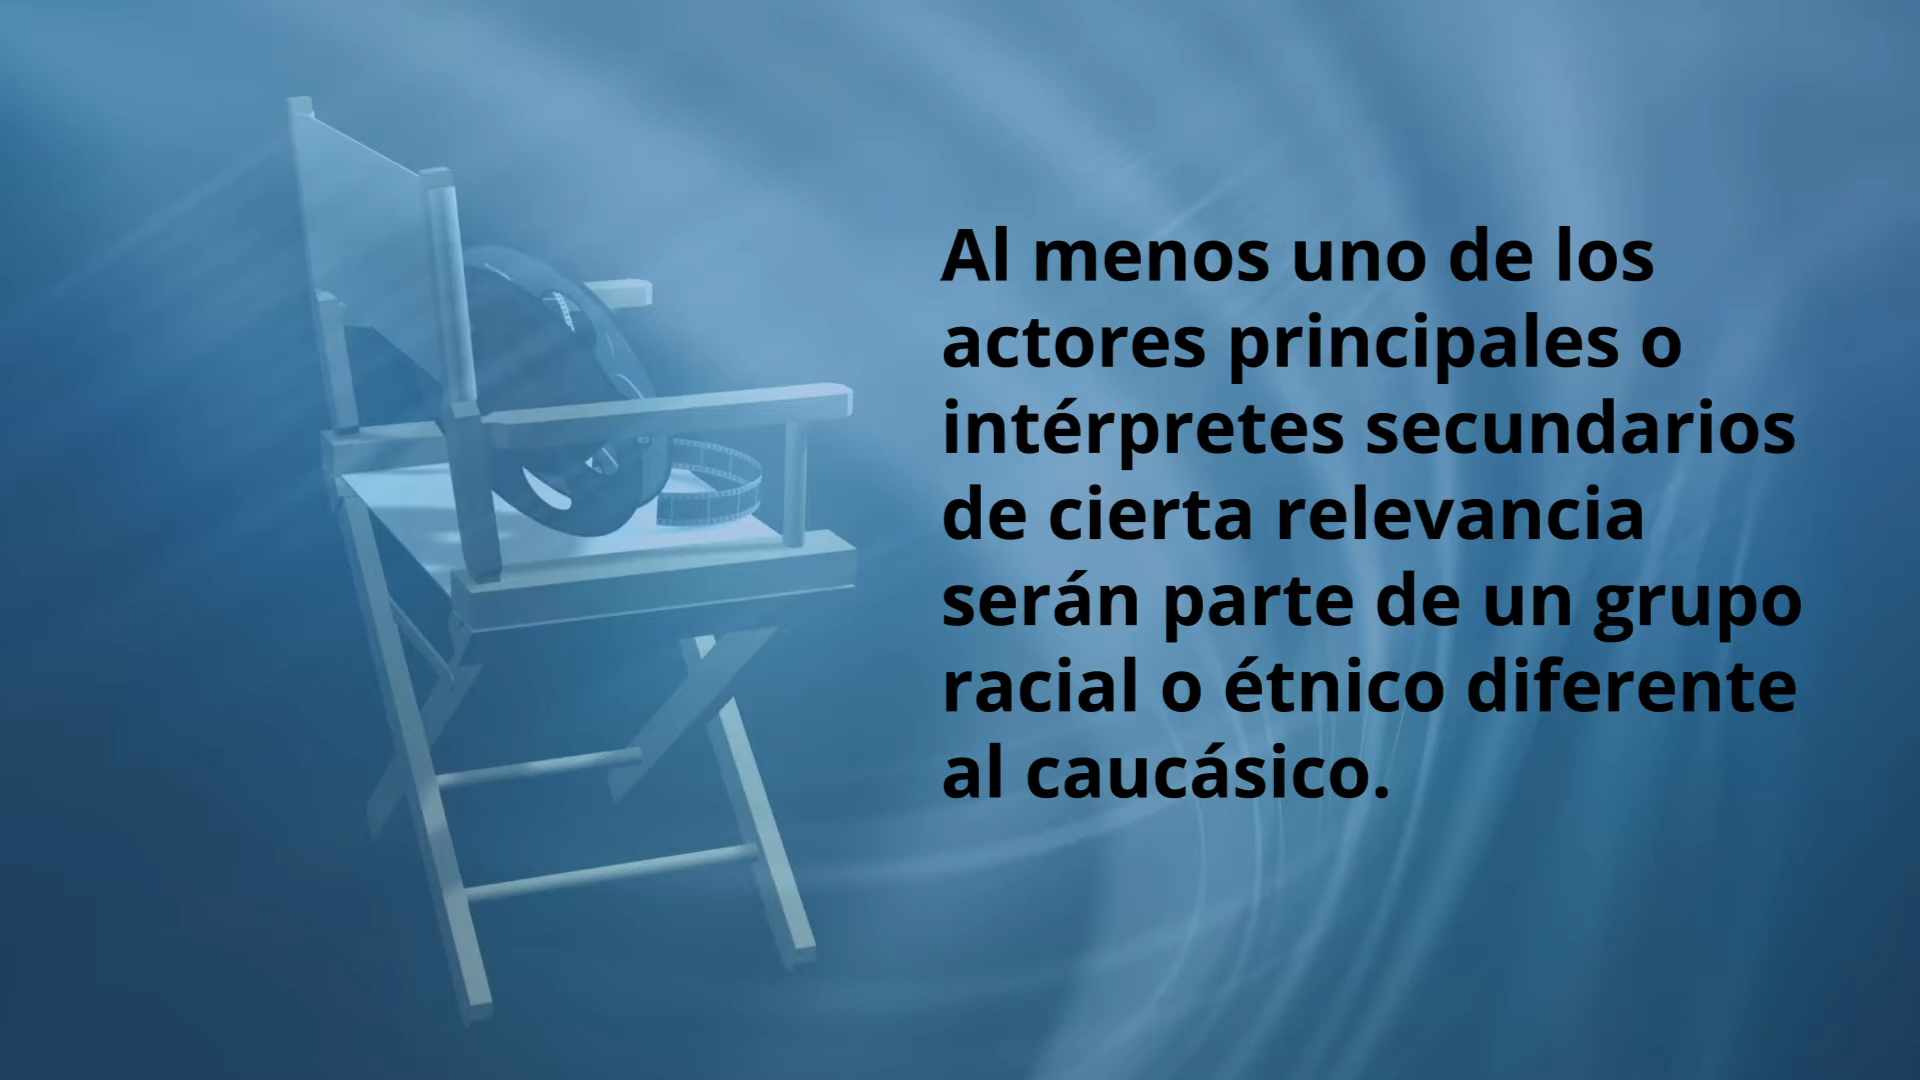 Al menos uno de los
actores principales o
intérpretes secundarios
de cierta relevancia
serán parte de un grupo
racial o étnico diferente
al caucásico.